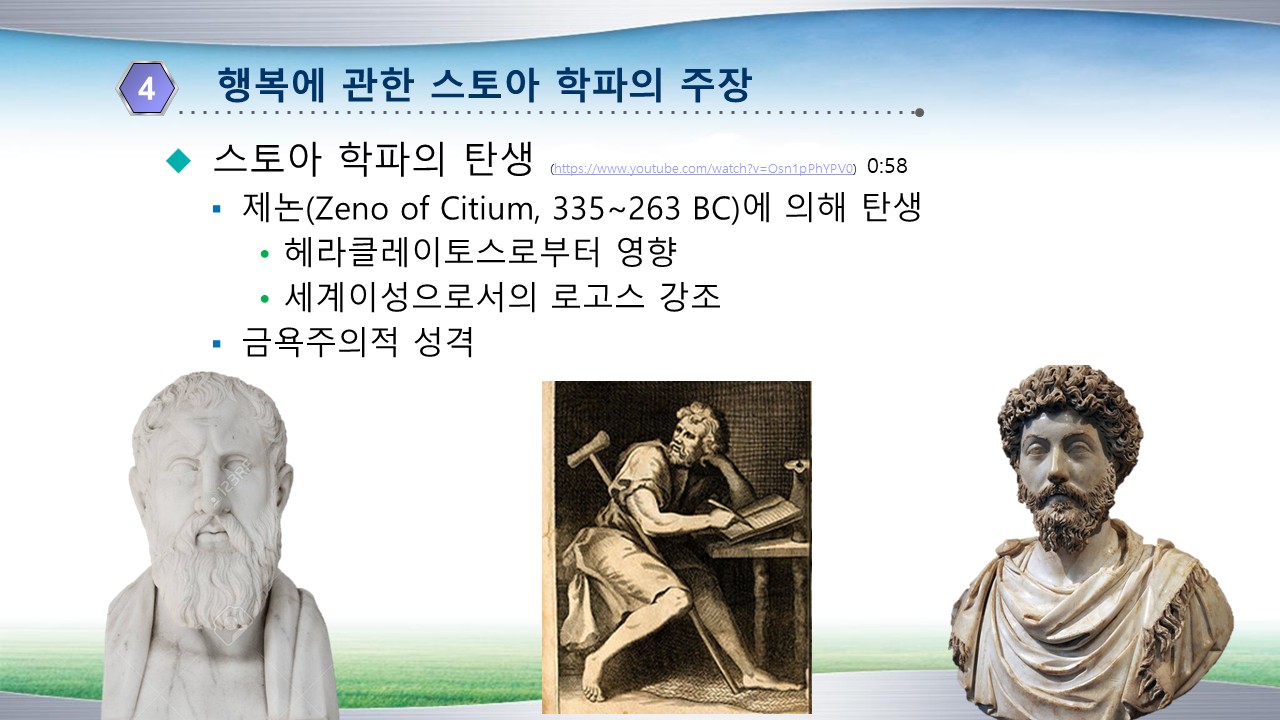 4 행복에 관한 스토아 학파의 주장
스토아 학파의 탄생 (https://www.youtube.com/watch?v=Osn1pPhYPV0) 0:58
제논(Zeno of Citium, 335~263 BC)에 의해 탄생
헤라클레이토스로부터 영향
세계이성으로서의 로고스 강조
금욕주의적 성격
123RF